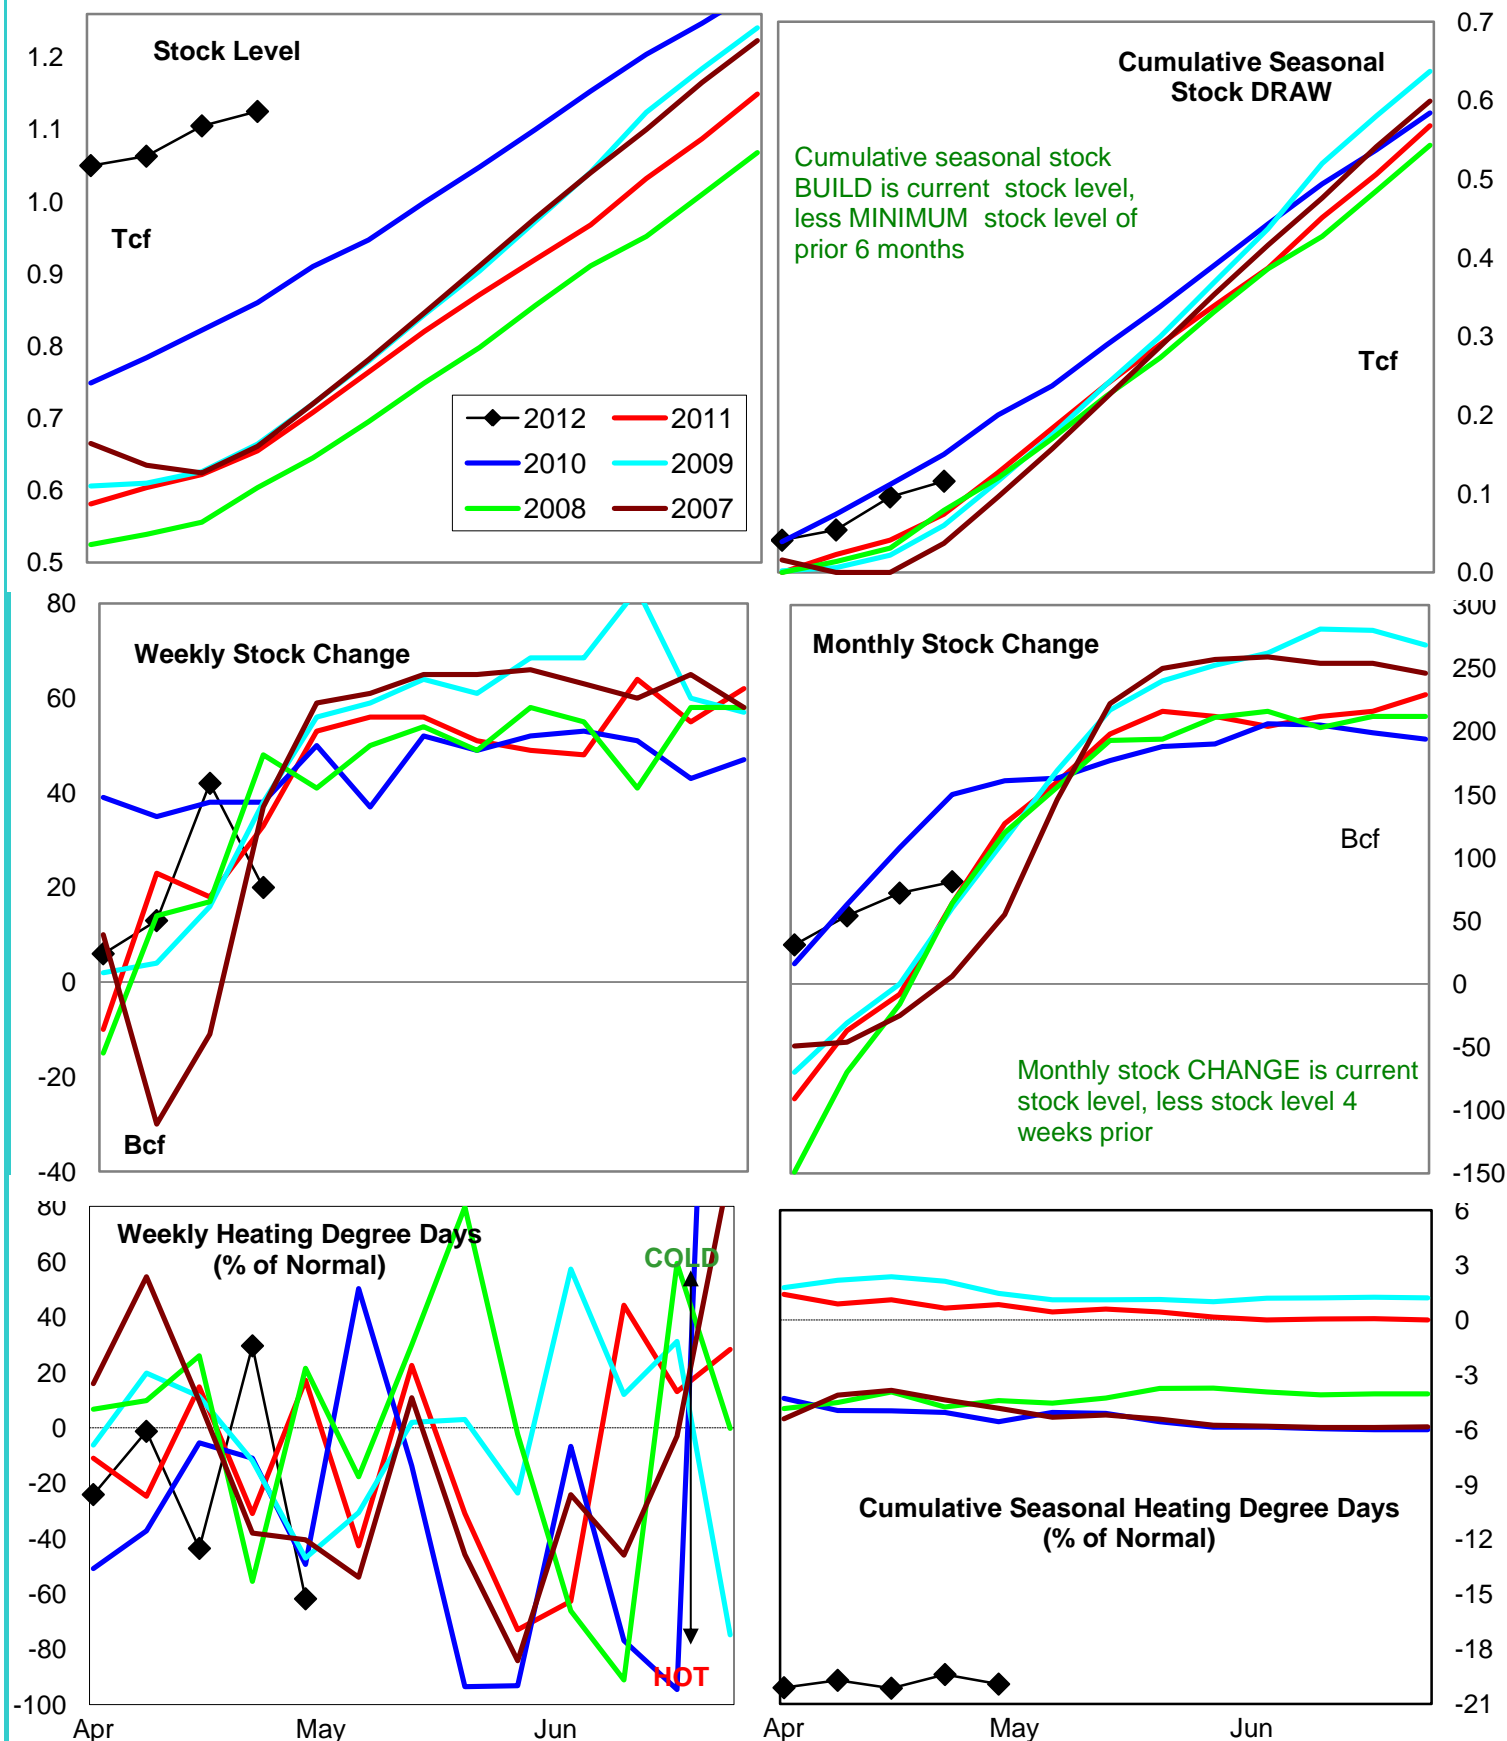 Stock Level
1.2
1.1
1.0
0.9
0.8
0.7
0.6
0.5
Tcf
2012 2011
2010 2009
2008 2007
Cumulative Seasonal
Stock DRAW
Cumulative seasonal stock
BUILD is current stock level,
less MINIMUM stock level of
prior 6 months
Tcf
0.7
0.6
0.5
0.4
0.3
0.2
0.1
0.0
Weekly Stock Change
80
60
40
20
0
-20
-40
Bcf
Monthly Stock Change
Bcf
Monthly stock CHANGE is current
stock level, less stock level 4
weeks prior
300
250
200
150
100
50
0
-50
-100
-150
Weekly Heating Degree Days
(% of Normal)
COLD
HOT
80
60
40
20
0
-20
-40
-60
-80
-100
Apr May Jun
Cumulative Seasonal Heating Degree Days
(% of Normal)
6
3
0
-3
-6
-9
-12
-15
-18
-21
Apr May Jun